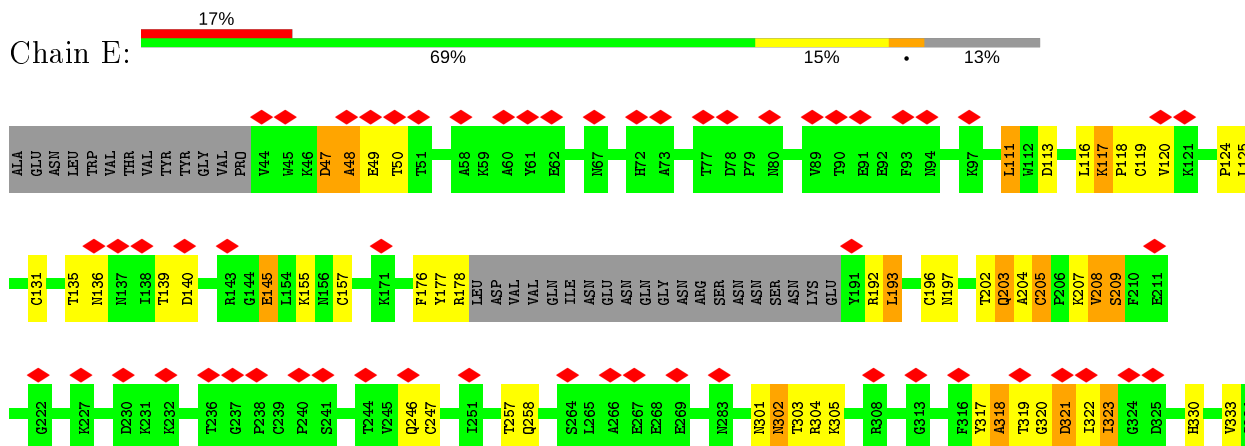 17%
Chain E:
69% 15% • 13%
ALA GLU ASN LEU TRP VAL THR VAL TYR TYR GLY VAL PRO V44 W45 K46 D47 A48 E49 T50 T51 A58 K59 A60 Y61 E62 N67 H72 A73 T77 D78 P79 N80 V89 T90 E91 E92 F93 N94 K97 L111 W112 D113 L116 K117 P118 C119 V120 K121 P124 L125
C131 T135 N136 N137 I138 T139 D140 R143 G144 E145 L154 K155 N156 C157 K171 F176 Y177 R178 LEU ASP VAL VAL GLN ILE ASN GLU ASN GLN GLY ASN ARG SER ASN ASN SER ASN LYS GLU Y191 R192 L193 C196 N197 T202 Q203 A204 C205 P206 K207 V208 S209 F210 E211
G222 K227 D230 K231 K232 T236 G237 P238 C239 P240 S241 T244 V245 Q246 C247 I251 T257 Q258 S264 L265 A266 E267 E268 E269 N283 N301 N302 T303 R304 K305 R308 G313 F316 Y317 A318 T319 G320 D321 I322 I323 G324 D325 H330 V333